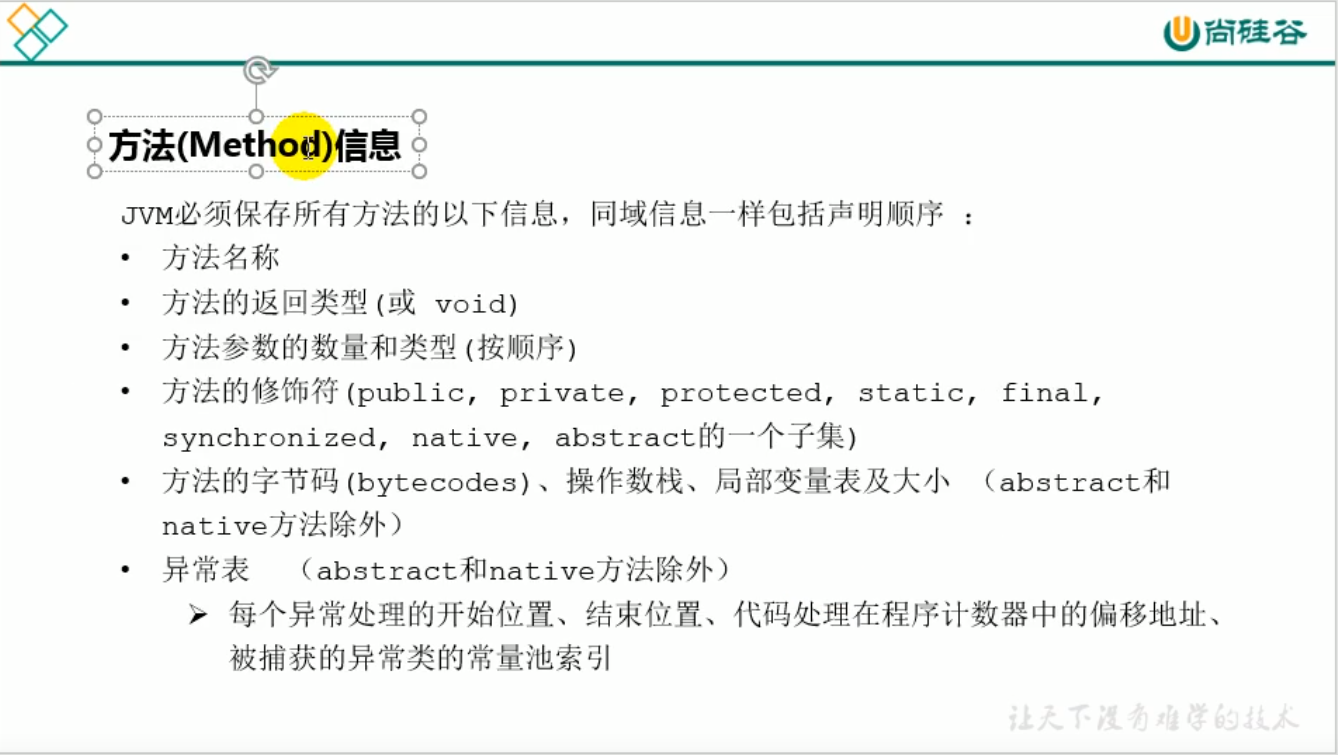 尚硅谷
方法(Method)信息
JVM必须保存所有方法的以下信息，同域信息一样包括声明顺序 ：
• 方法名称
• 方法的返回类型(或 void)
• 方法参数的数量和类型(按顺序)
• 方法的修饰符(public, private, protected, static, final,
synchronized, native, abstract的一个子集)
• 方法的字节码(bytecodes)、操作数栈、局部变量表及大小 （abstract和
native方法除外）
• 异常表 （abstract和native方法除外）
➢ 每个异常处理的开始位置、结束位置、代码处理在程序计数器中的偏移地址、
被捕获的异常类的常量池索引
让天下没有难学的技术